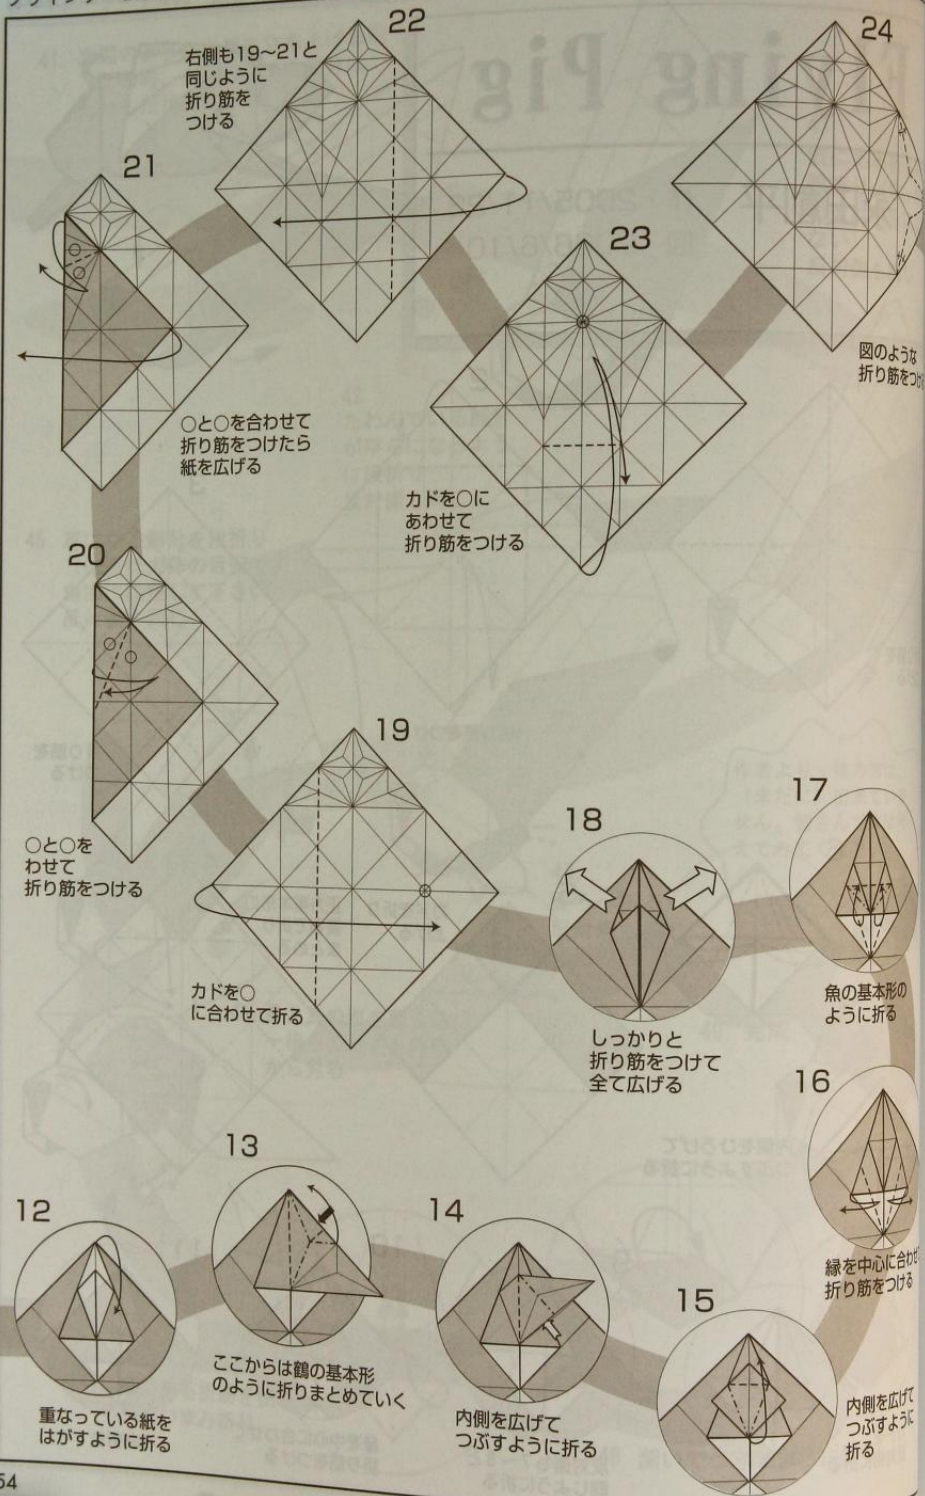 12
重なっている紙を
はがすように折る
13
ここからは鶴の基本形
のように折りまとめていく
14
内側を広げて
つぶすように折る
15
内側を広げて
つぶすように
折る
16
縁を中心に合わせ
折り筋をつける
17
魚の基本形の
ように折る
18
しっかりと
折り筋をつけて
全て広げる
19
カドを○
に合わせて折る
20
○と○を
わせて
折り筋をつける
21
○と○を合わせて
折り筋をつけたら
紙を広げる
22
右側も19〜21と
同じように
折り筋を
つける
23
カドを○に
あわせて
折り筋をつける
24
図のような
折り筋をつけ
54